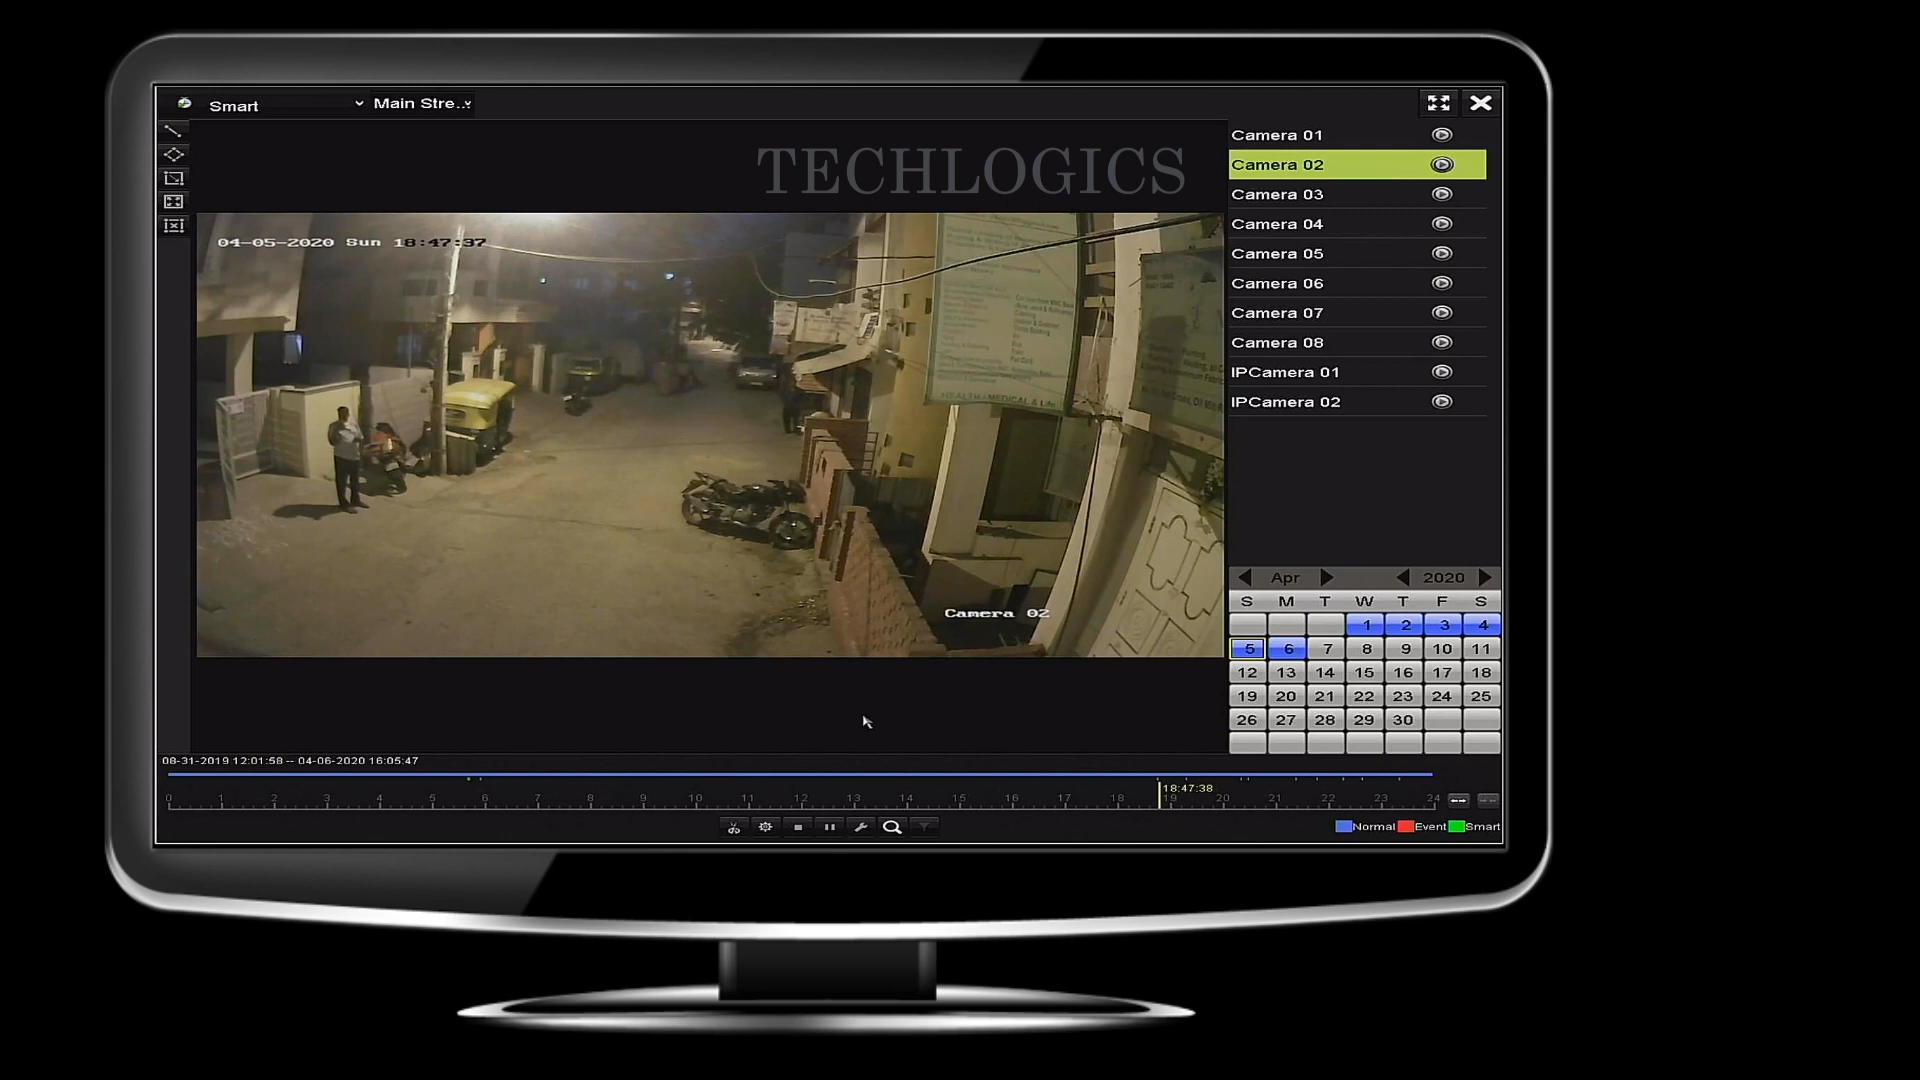 Smart
Main Stre..
TECHLOGICS
04-05-2020 Sun 18:47:37
HEALTH - MEDICAL & Life
Camera 02
Camera 01
Camera 02
Camera 03
Camera 04
Camera 05
Camera 06
Camera 07
Camera 08
IPCamera 01
IPCamera 02
Apr 2020
S M T W T F S
1 2 3 4
5 6 7 8 9 10 11
12 13 14 15 16 17 18
19 20 21 22 23 24 25
26 27 28 29 30
08-31-2019 12:01:58 -- 04-06-2020 16:05:47
18:47:38
0 1 2 3 4 5 6 7 8 9 10 11 12 13 14 15 16 17 18 19 20 21 22 23 24
Normal Event Smart